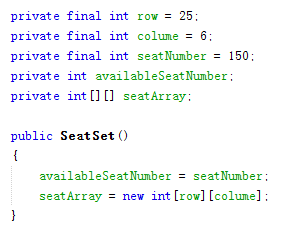 private final int row = 25;
private final int colume = 6;
private final int seatNumber = 150;
private int availableSeatNumber;
private int[][] seatArray;
public SeatSet()
{
availableSeatNumber = seatNumber;
seatArray = new int[row][colume];
}